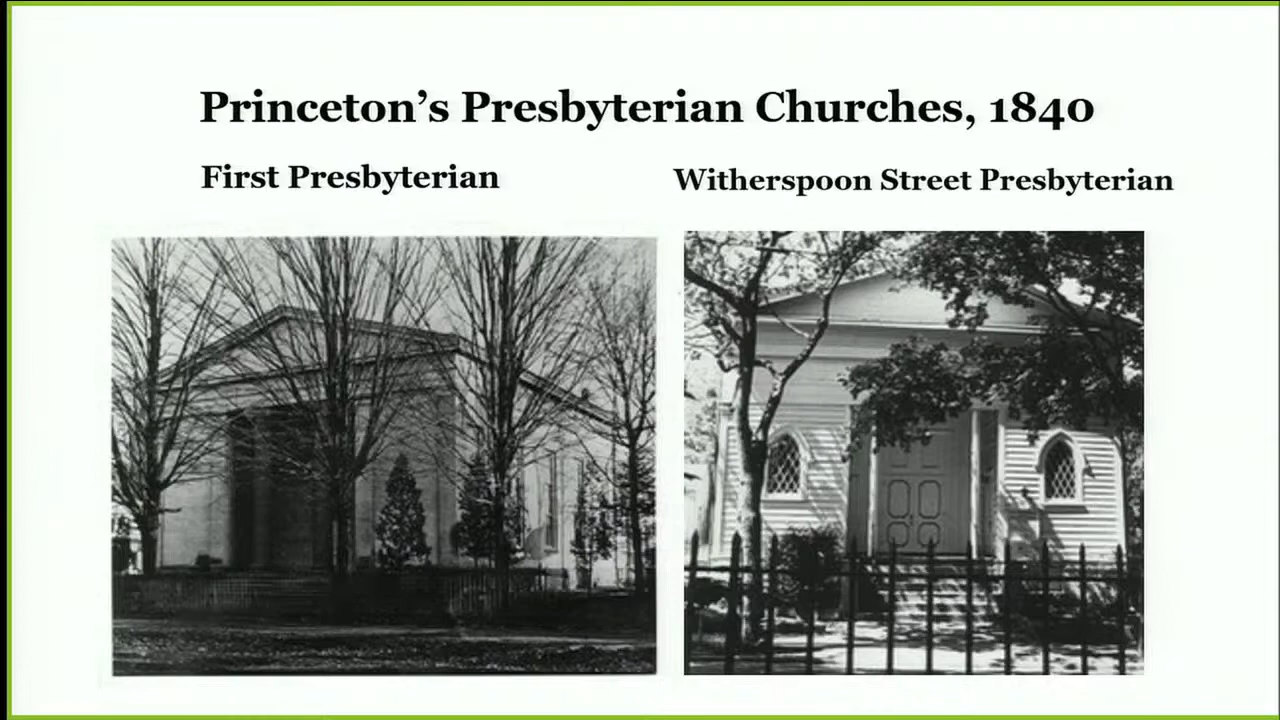 Princeton’s Presbyterian Churches, 1840
First Presbyterian
Witherspoon Street Presbyterian